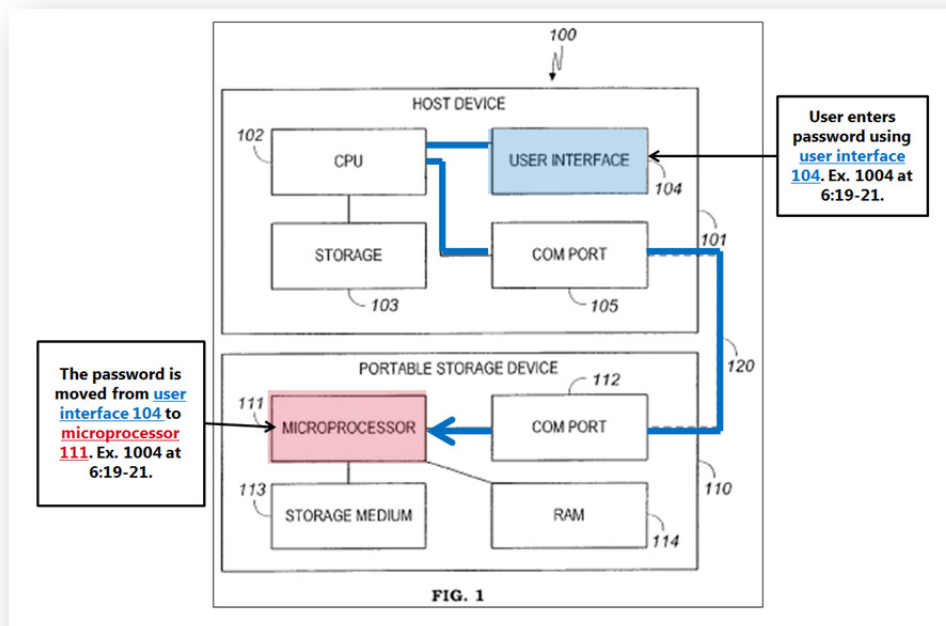 100
HOST DEVICE
102
CPU
USER INTERFACE
104
User enters
password using
user interface
104. Ex. 1004 at
6:19-21.
STORAGE
103
COM PORT
105
101
120
The password is
moved from user
interface 104 to
microprocessor
111. Ex. 1004 at
6:19-21.
PORTABLE STORAGE DEVICE
112
111
MICROPROCESSOR
COM PORT
110
113
STORAGE MEDIUM
RAM
114
FIG. 1